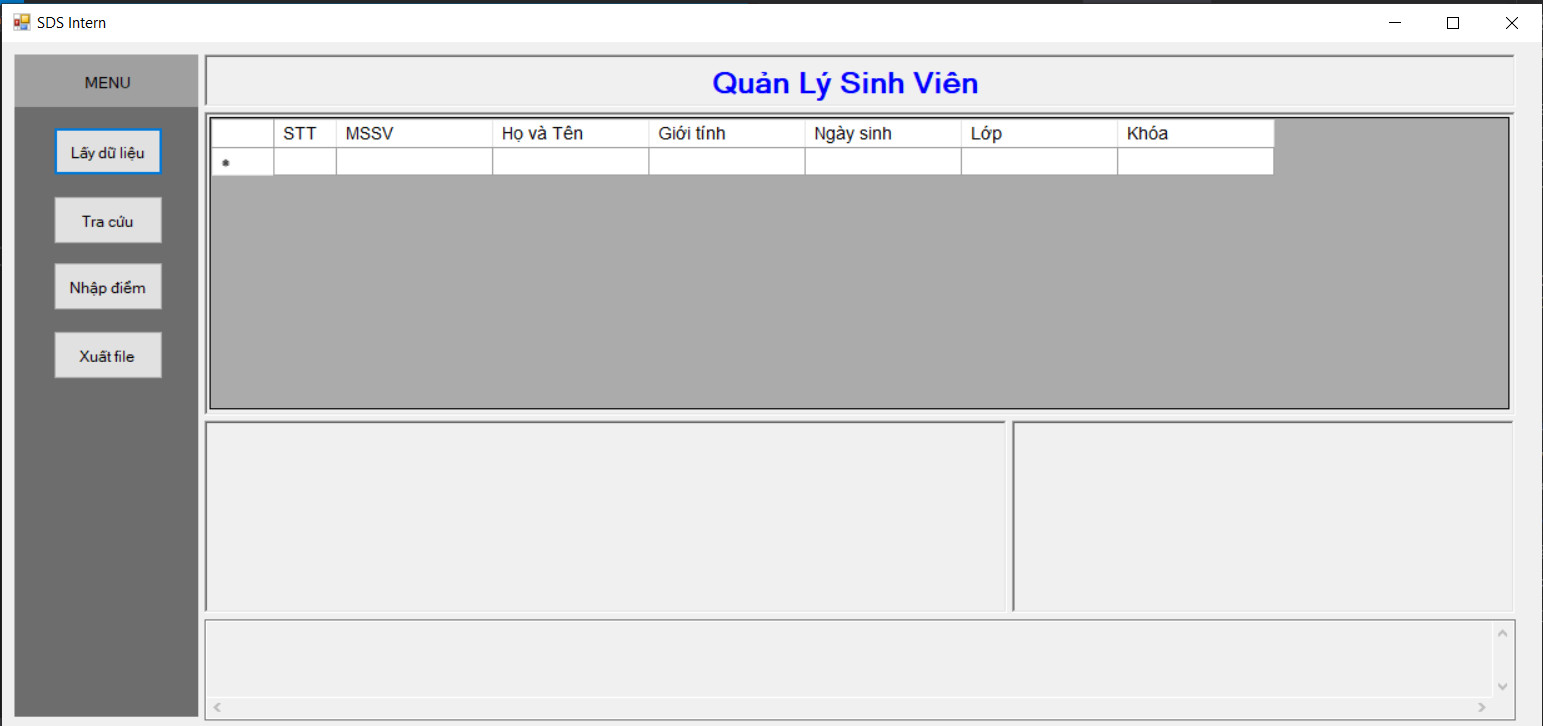 SDS Intern
MENU
Quản Lý Sinh Viên
STT MSSV Họ và Tên Giới tính Ngày sinh Lớp Khóa
*
Lấy dữ liệu
Tra cứu
Nhập điểm
Xuất file